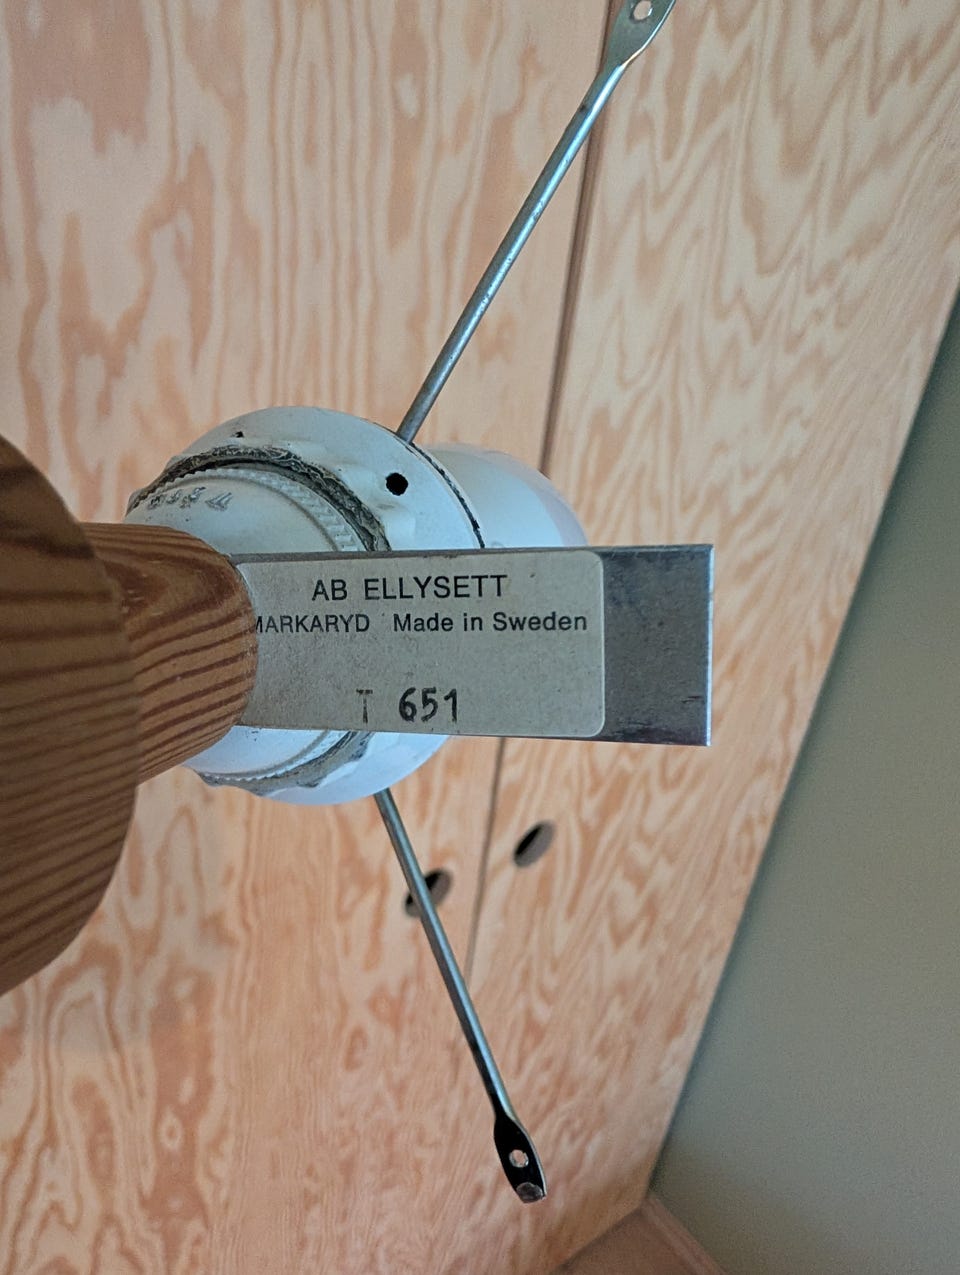 AB ELLYSETT
MARKARYD Made in Sweden
T 651